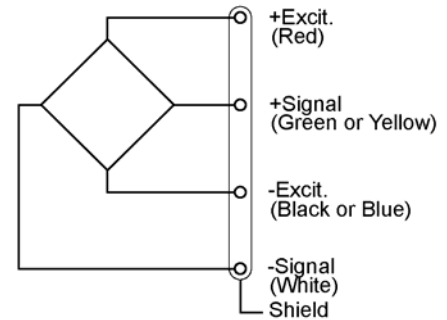 +Excit.
(Red)
+Signal
(Green or Yellow)
-Excit.
(Black or Blue)
-Signal
(White)
Shield